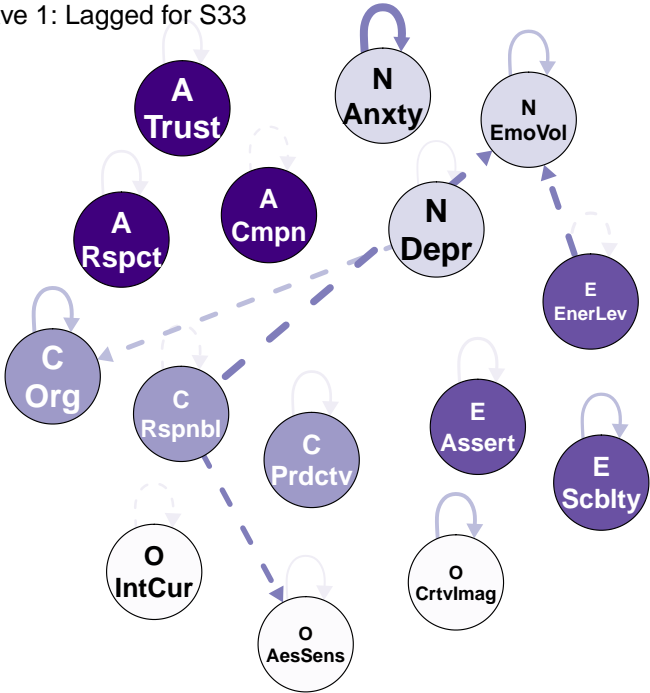 ve 1: Lagged for S33
A
Trust
N
Anxty
N
EmoVol
A
Rspct
A
Cmpn
N
Depr
E
EnerLev
C
Org
C
Rspnbl
C
Prdctv
E
Assert
E
Scblty
O
IntCur
O
AesSens
O
CrtvImag